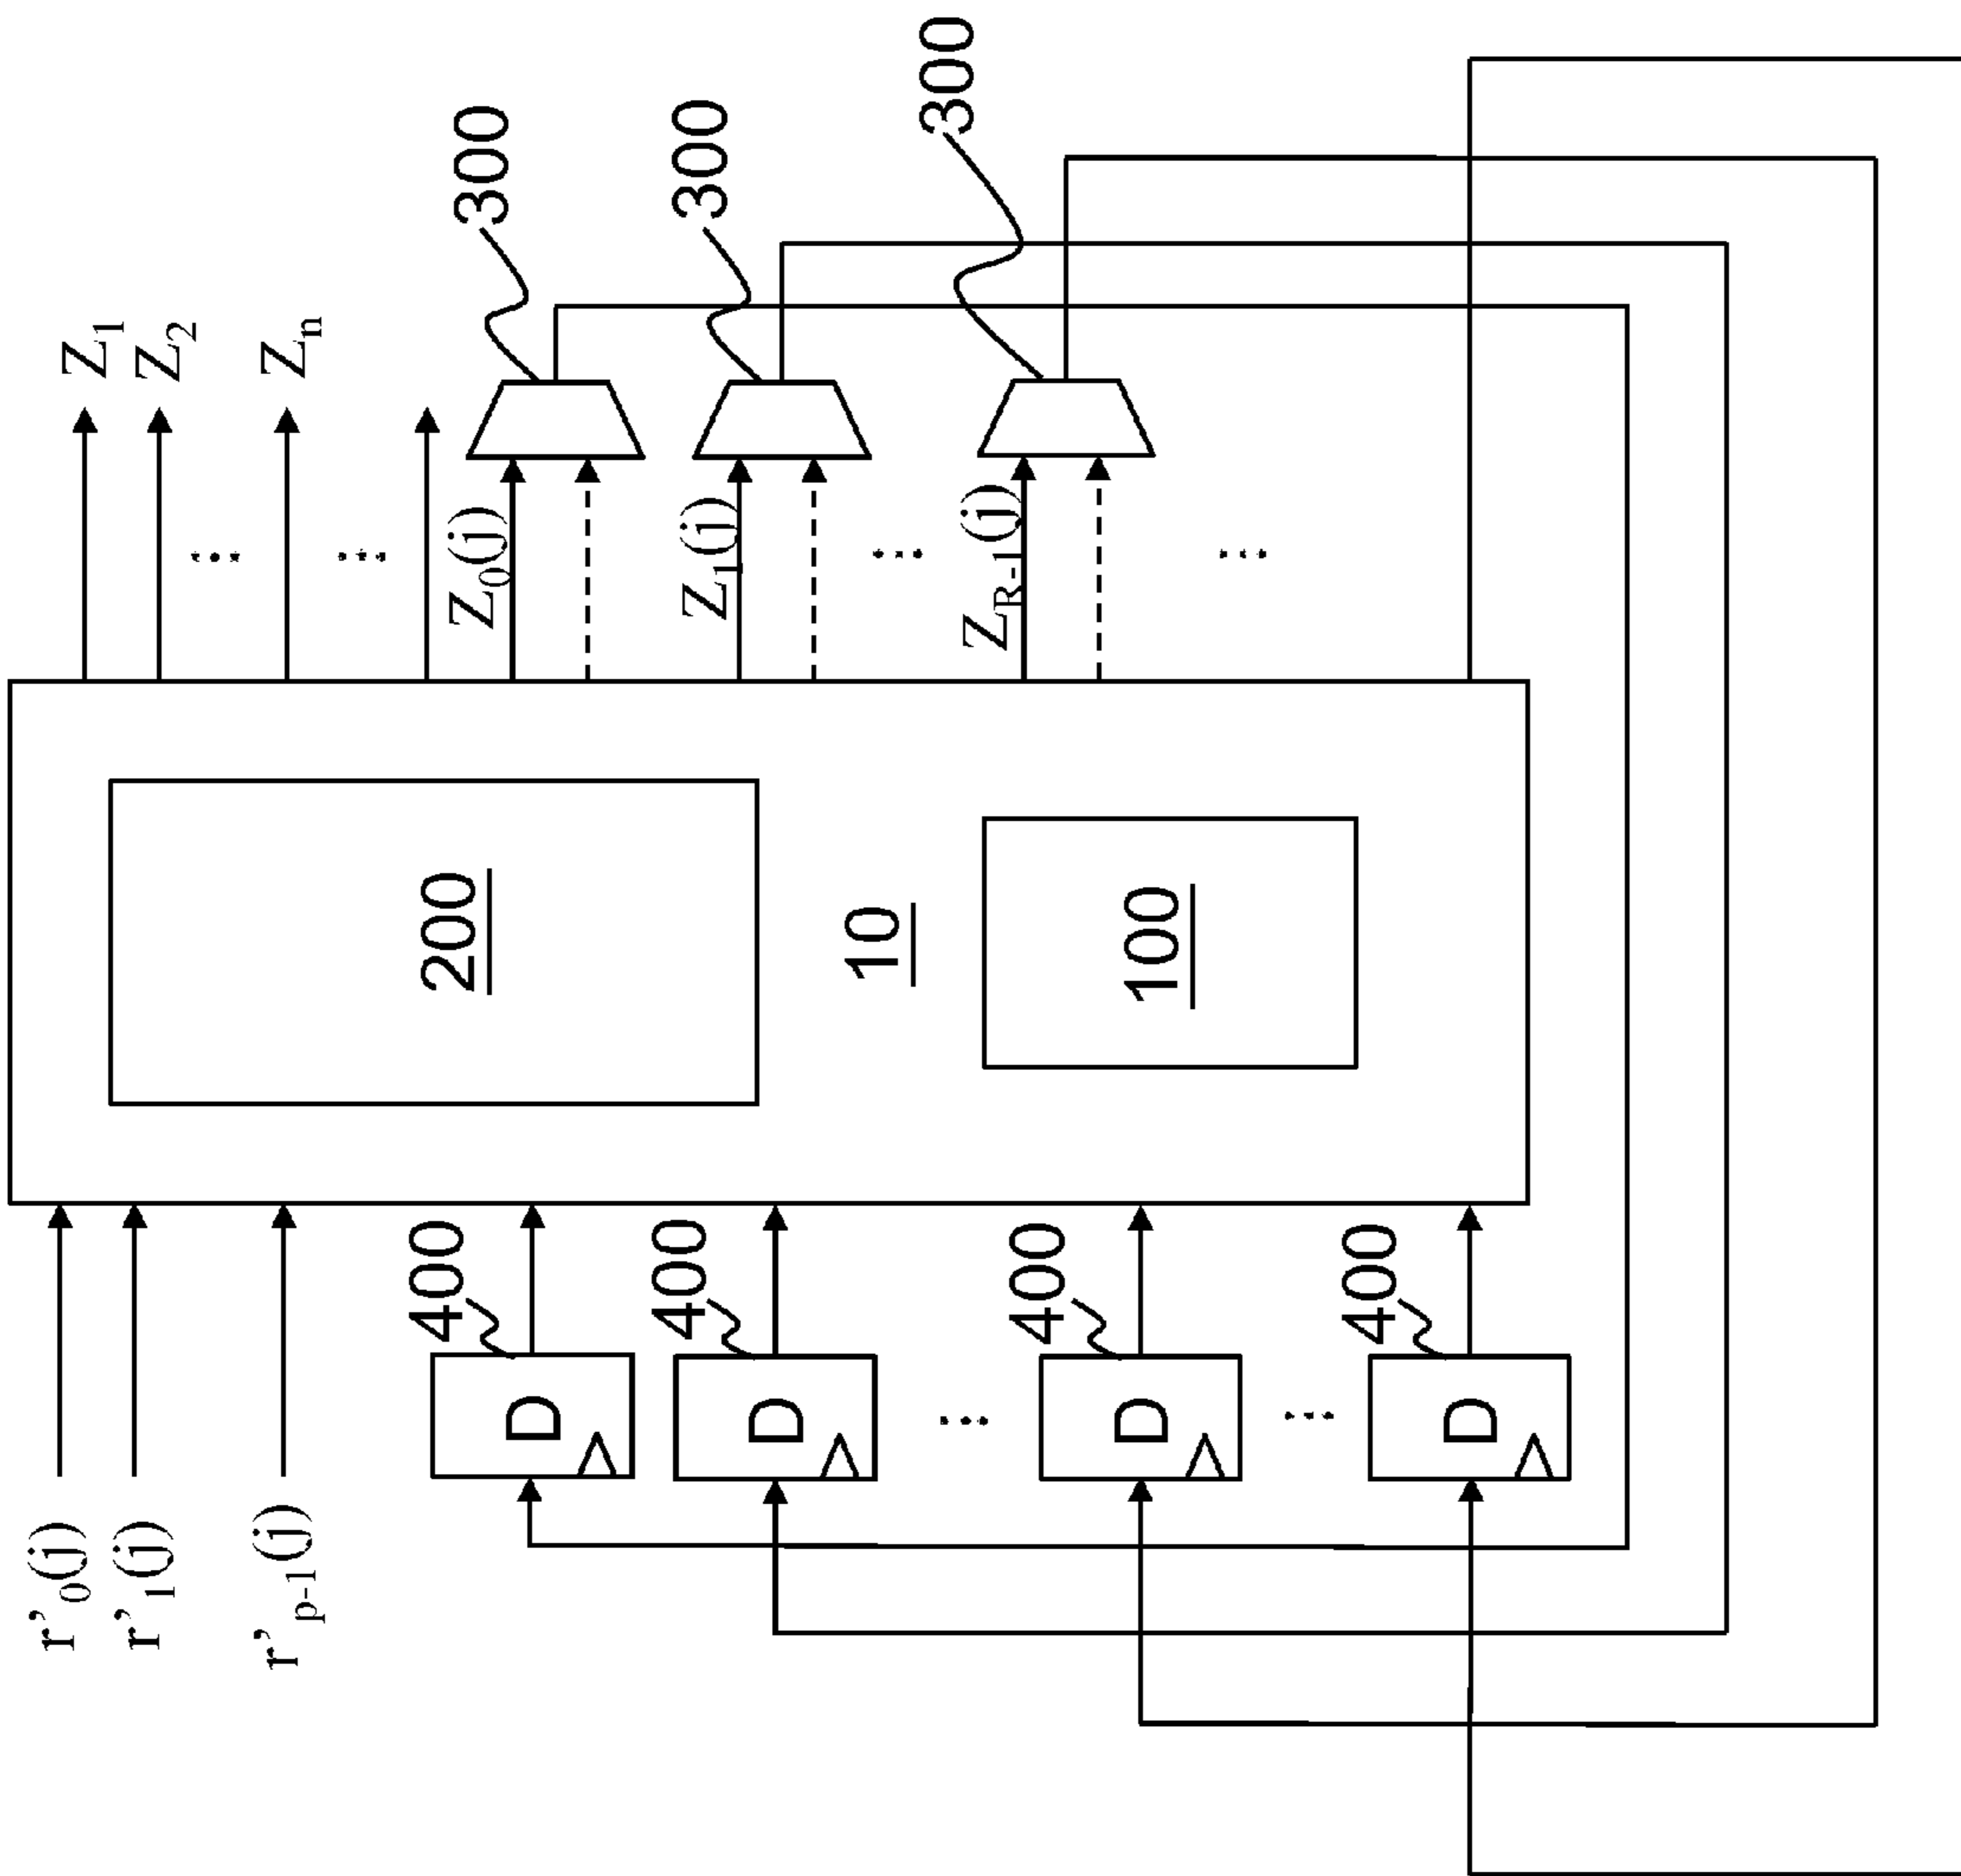 r’0(j)
r’1(j)
r’p-1(j)
Z1
Z2
...
Zn
...
Z0(j)
Z1(j)
...
ZR-1(j)
...
300
300
300
200
10
100
400
400
400
400
D
D
...
D
...
D